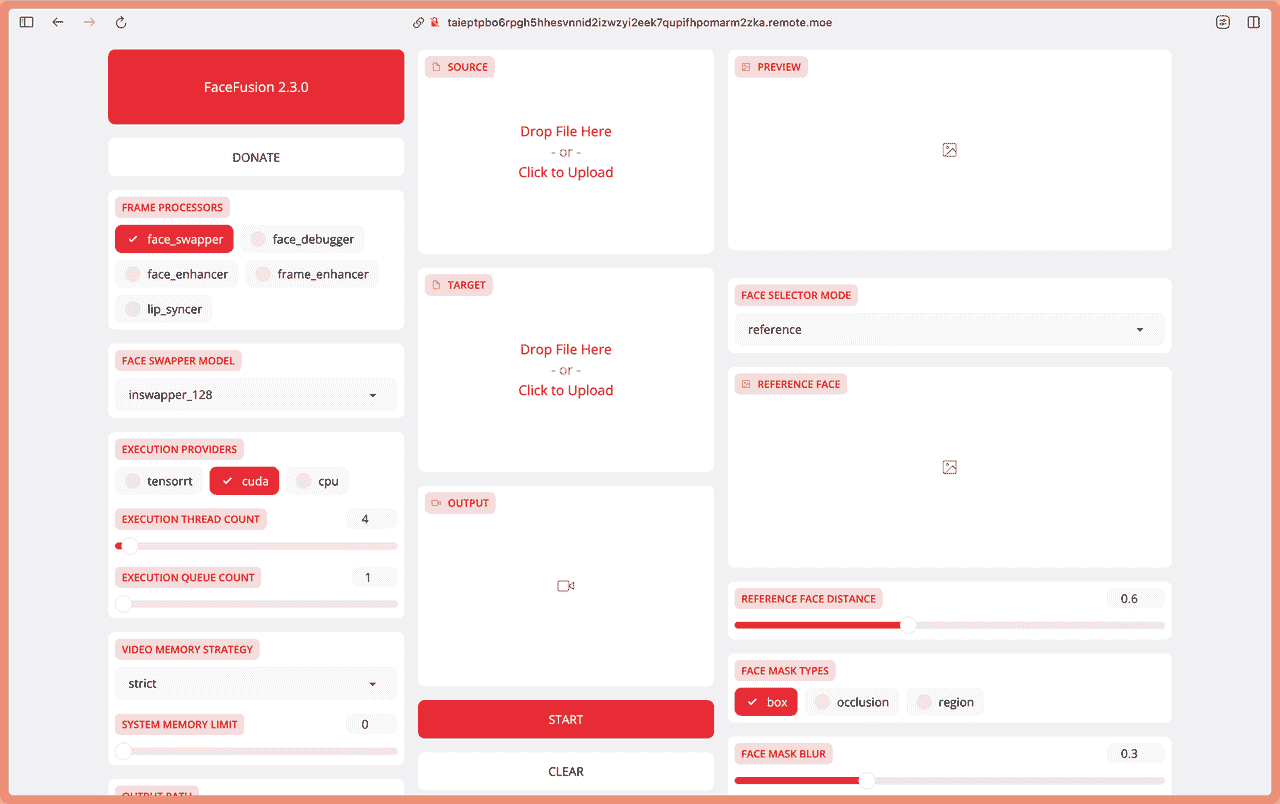 taieptpbo6rpgh5hhesvnnid2izwzyi2eek7qupifhpomarm2zka.remote.moe
FaceFusion 2.3.0
DONATE
FRAME PROCESSORS
face_swapper
face_debugger
face_enhancer
frame_enhancer
lip_syncer
FACE SWAPPER MODEL
inswapper_128
EXECUTION PROVIDERS
tensorrt
cuda
cpu
EXECUTION THREAD COUNT
4
EXECUTION QUEUE COUNT
1
VIDEO MEMORY STRATEGY
strict
SYSTEM MEMORY LIMIT
0
OUTPUT PATH
SOURCE
Drop File Here
- or -
Click to Upload
TARGET
Drop File Here
- or -
Click to Upload
OUTPUT
START
CLEAR
PREVIEW
FACE SELECTOR MODE
reference
REFERENCE FACE
REFERENCE FACE DISTANCE
0.6
FACE MASK TYPES
box
occlusion
region
FACE MASK BLUR
0.3